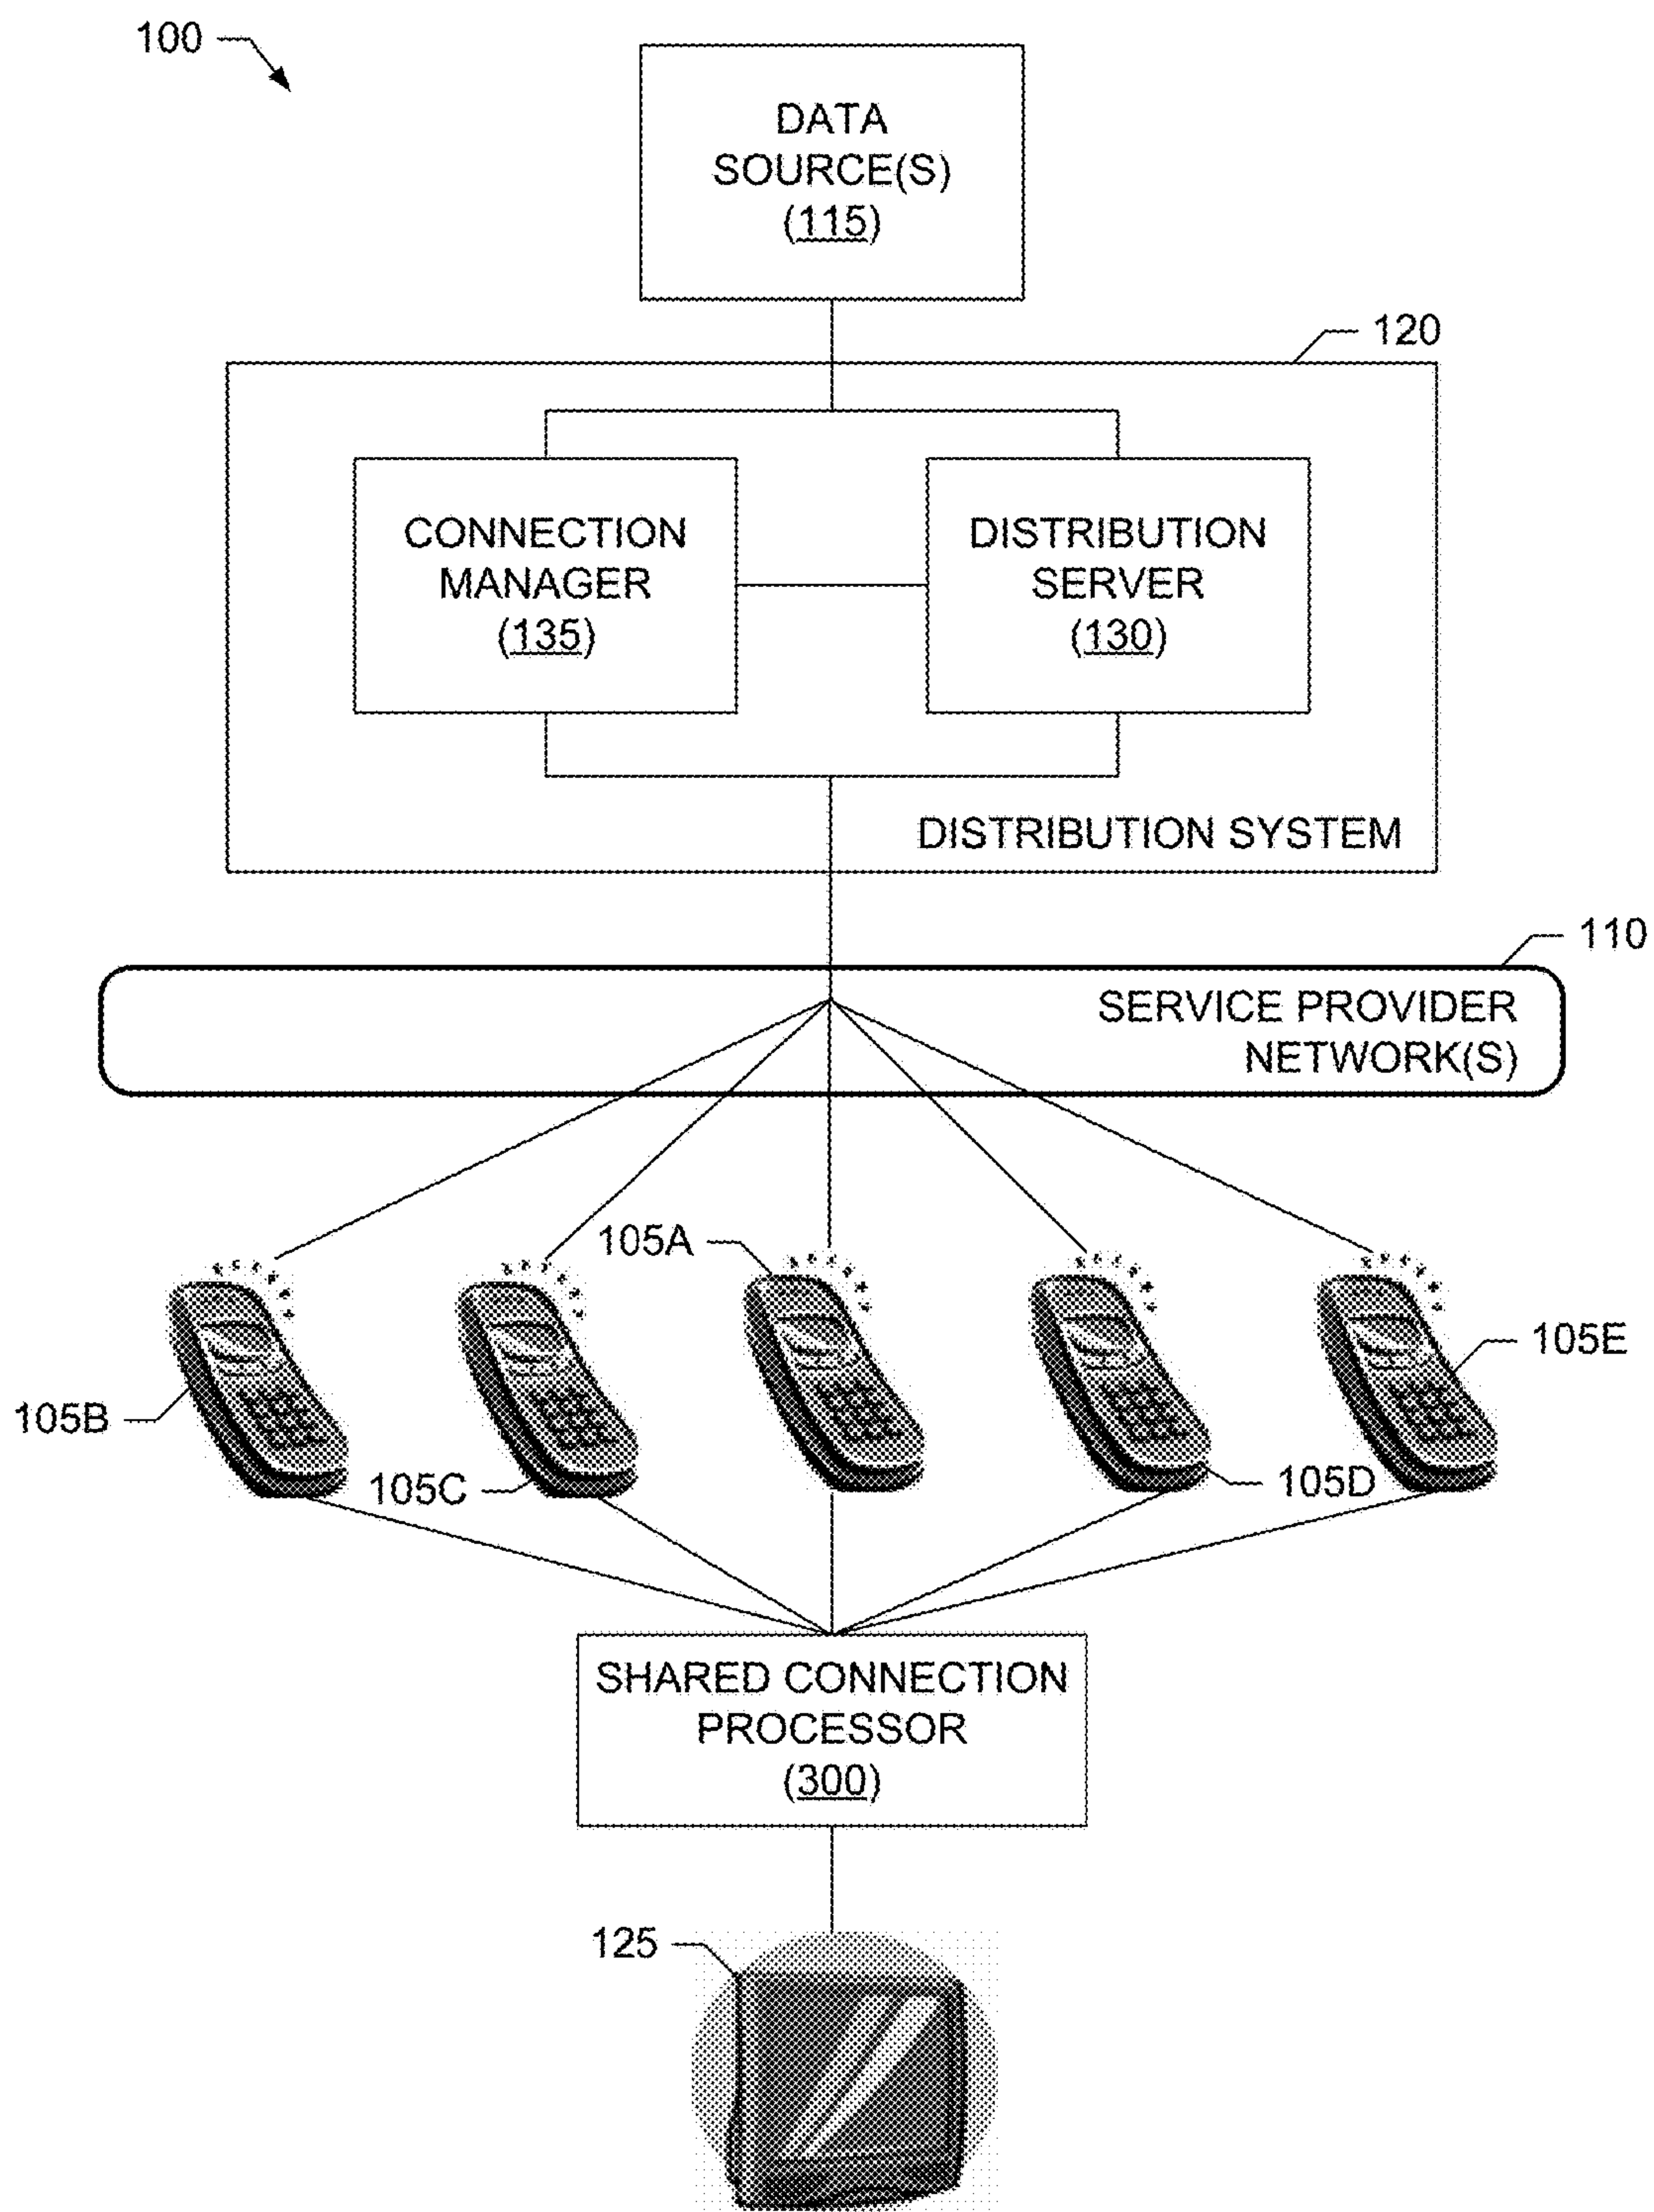 100
DATA
SOURCE(S)
(115)
120
CONNECTION
MANAGER
(135)
DISTRIBUTION
SERVER
(130)
DISTRIBUTION SYSTEM
110
SERVICE PROVIDER
NETWORK(S)
105A
105B
105C
105D
105E
SHARED CONNECTION
PROCESSOR
(300)
125